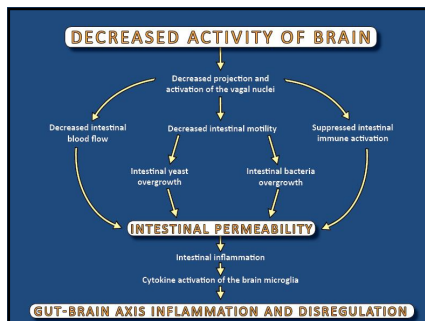 DECREASED ACTIVITY OF BRAIN
Decreased projection and
activation of the vagal nuclei
Decreased intestinal
blood flow
Decreased intestinal motility
Suppressed intestinal
immune activation
Intestinal yeast
overgrowth
Intestinal bacteria
overgrowth
INTESTINAL PERMEABILITY
Intestinal inflammation
Cytokine activation of the brain microglia
GUT-BRAIN AXIS INFLAMMATION AND DISREGULATION